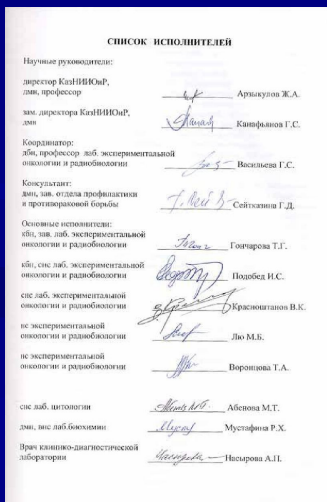 СПИСОК ИСПОЛНИТЕЛЕЙ
Научные руководители:
директор КазНИИОиР,
дмн, профессор Арзыкулов Ж.А.
зам. директора КазНИИОиР,
дмн Канафьянов Г.С.
Координатор:
дбн, профессор лаб. экспериментальной
онкологии и радиобиологии Васильева Г.С.
Консультант:
дмн, зав. отдела профилактики
и противораковой борьбы Сейтказина Г.Д.
Основные исполнители:
кбн, зав. лаб. экспериментальной
онкологии и радиобиологии Гончарова Т.Г.
кбн, снс лаб. экспериментальной
онкологии и радиобиологии Подобед И.С.
снс лаб. экспериментальной
онкологии и радиобиологии Красноштанов В.К.
нс экспериментальной
онкологии и радиобиологии Лю М.Б.
нс экспериментальной
онкологии и радиобиологии Воронцова Т.А.
снс лаб. цитологии Абенова М.Т.
дмн, внс лаб.биохимии Мустафина Р.Х.
Врач клинико-диагностической
лаборатории Насырова А.П.